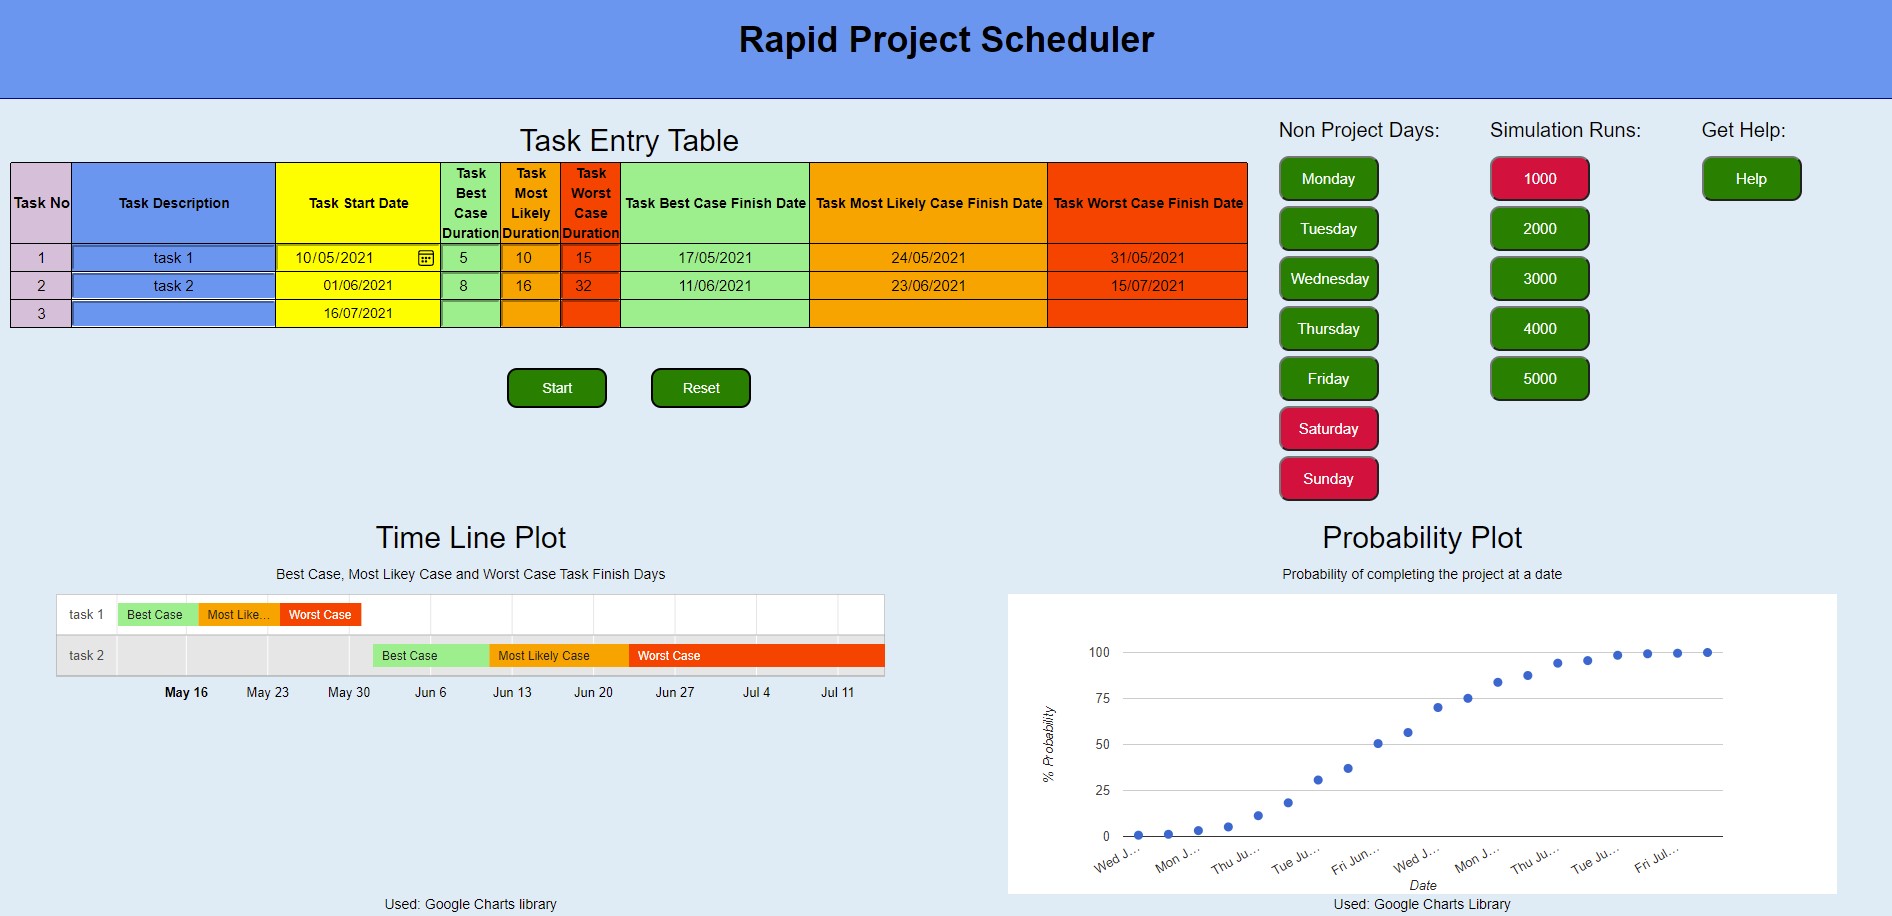 Rapid Project Scheduler
Task Entry Table
Task No Task Description Task Start Date Task Best Case Duration Task Most Likely Duration Task Worst Case Duration Task Best Case Finish Date Task Most Likely Case Finish Date Task Worst Case Finish Date
1 task 1 10/05/2021 5 10 15 17/05/2021 24/05/2021 31/05/2021
2 task 2 01/06/2021 8 16 32 11/06/2021 23/06/2021 15/07/2021
3 16/07/2021
Start Reset
Non Project Days:
Monday
Tuesday
Wednesday
Thursday
Friday
Saturday
Sunday
Simulation Runs:
1000
2000
3000
4000
5000
Get Help:
Help
Time Line Plot
Best Case, Most Likey Case and Worst Case Task Finish Days
task 1 Best Case Most Like... Worst Case
task 2 Best Case Most Likely Case Worst Case
May 16 May 23 May 30 Jun 6 Jun 13 Jun 20 Jun 27 Jul 4 Jul 11
Used: Google Charts library
Probability Plot
Probability of completing the project at a date
% Probability
100
75
50
25
0
Wed J... Mon J... Thu Ju... Tue Ju... Fri Jun... Wed J... Mon J... Thu Ju... Tue Ju... Fri Jul...
Date
Used: Google Charts Library